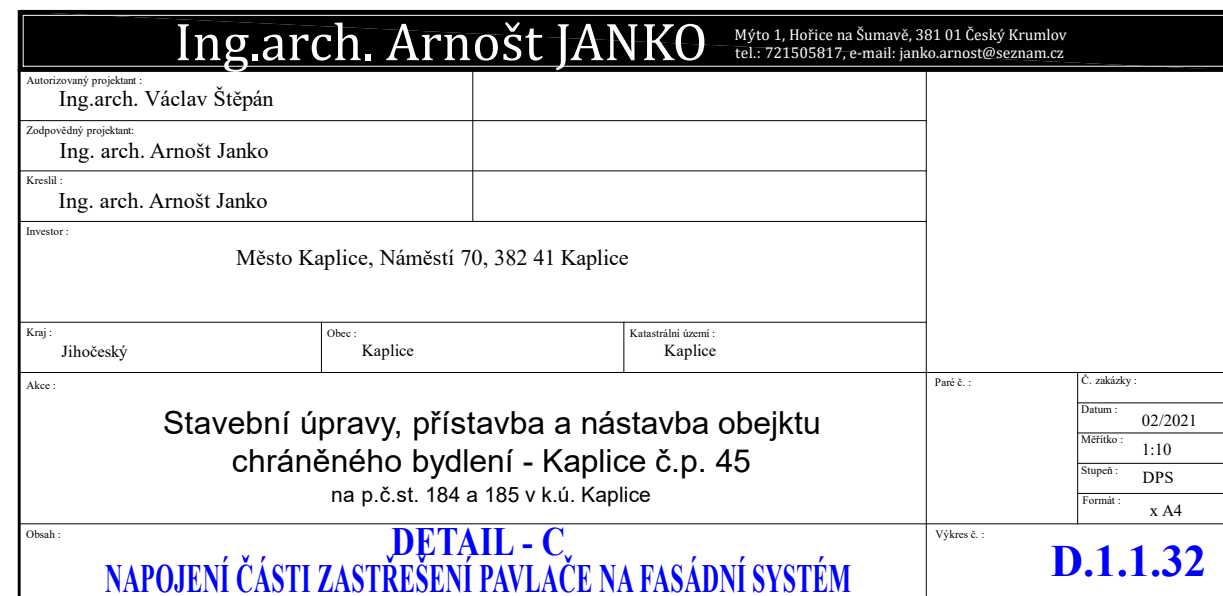 Ing.arch. Arnošt JANKO
Mýto 1, Hořice na Šumavě, 381 01 Český Krumlov
tel.: 721505817, e-mail: janko.arnost@seznam.cz
Autorizovaný projektant :
Ing.arch. Václav Štěpán
Zodpovědný projektant:
Ing. arch. Arnošt Janko
Kreslil :
Ing. arch. Arnošt Janko
Investor :
Město Kaplice, Náměstí 70, 382 41 Kaplice
Kraj :
Jihočeský
Obec :
Kaplice
Katastrální území :
Kaplice
Akce :
Stavební úpravy, přístavba a nástavba obejktu
chráněného bydlení - Kaplice č.p. 45
na p.č.st. 184 a 185 v k.ú. Kaplice
Paré č. :
Č. zakázky :
Datum :
02/2021
Měřítko :
1:10
Stupeň :
DPS
Formát :
x A4
Obsah :
DETAIL - C
NAPOJENÍ ČÁSTI ZASTŘEŠENÍ PAVLAČE NA FASÁDNÍ SYSTÉM
Výkres č. :
D.1.1.32